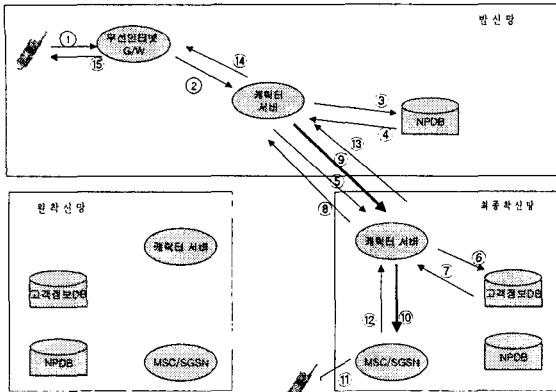 발신망
①
무선인터넷
G/W
⑮
②
⑭
캐릭터
서버
③
④
NPDB
⑬
⑨
⑤
⑧
원착신망
캐릭터 서버
고객정보DB
NPDB
MSC/SGSN
최종착신망
캐릭터 서버
⑥
⑦
고객정보DB
⑫
⑩
NPDB
⑪
MSC/SGSN